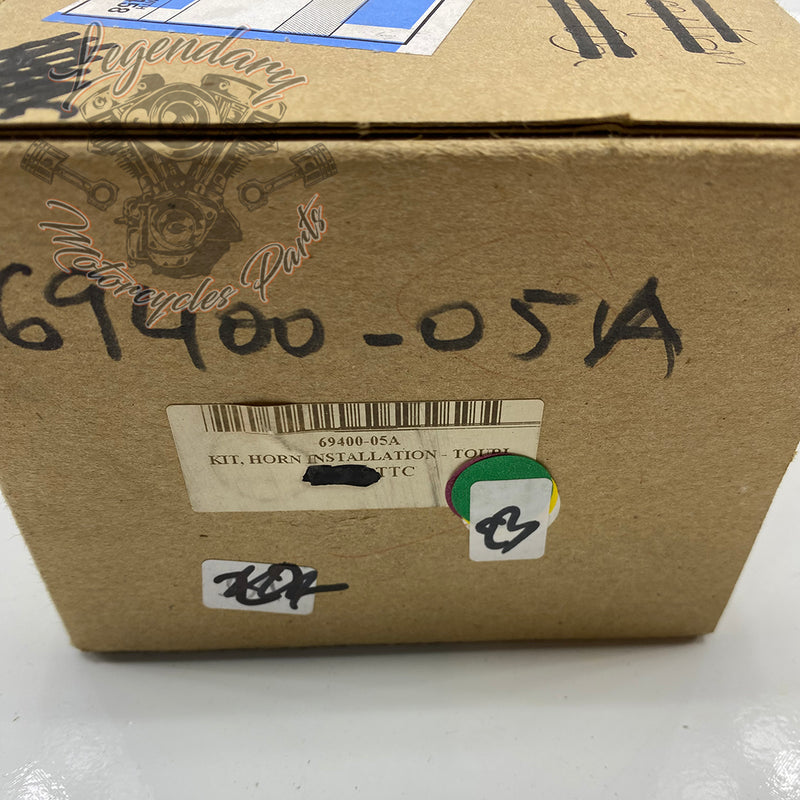 Legendary
Motorcycles Parts
69400-05A
69400-05A
KIT, HORN INSTALLATION - TOURI
TTC